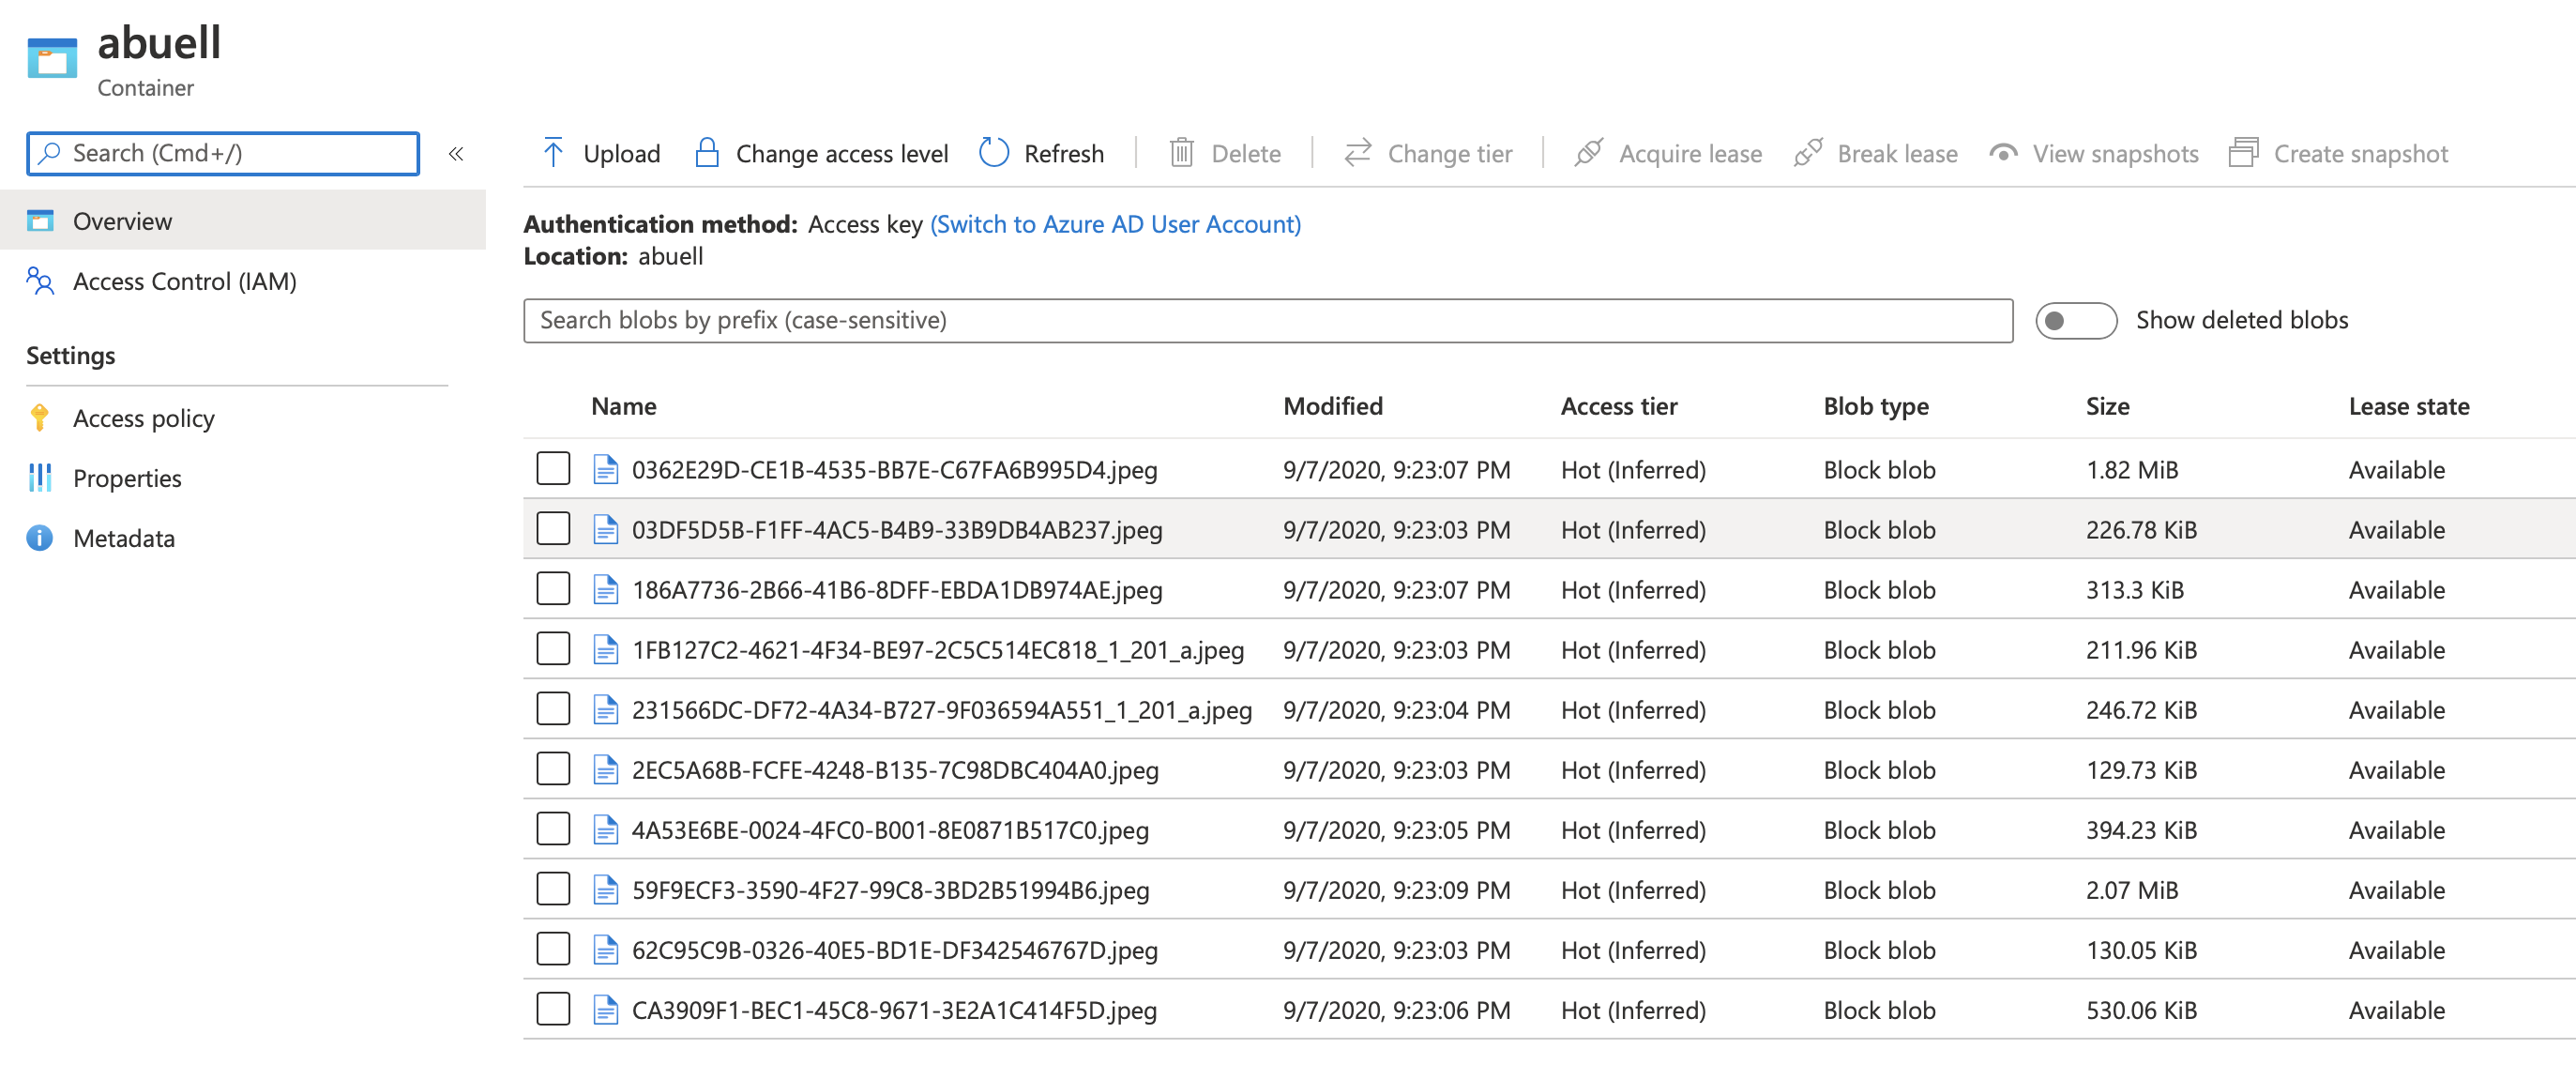 abuell
Container
Search (Cmd+/)
«
Overview
Access Control (IAM)
Settings
Access policy
Properties
Metadata
Upload Change access level Refresh Delete Change tier Acquire lease Break lease View snapshots Create snapshot
Authentication method: Access key (Switch to Azure AD User Account)
Location: abuell
Search blobs by prefix (case-sensitive) Show deleted blobs
Name Modified Access tier Blob type Size Lease state
0362E29D-CE1B-4535-BB7E-C67FA6B995D4.jpeg 9/7/2020, 9:23:07 PM Hot (Inferred) Block blob 1.82 MiB Available
03DF5D5B-F1FF-4AC5-B4B9-33B9DB4AB237.jpeg 9/7/2020, 9:23:03 PM Hot (Inferred) Block blob 226.78 KiB Available
186A7736-2B66-41B6-8DFF-EBDA1DB974AE.jpeg 9/7/2020, 9:23:07 PM Hot (Inferred) Block blob 313.3 KiB Available
1FB127C2-4621-4F34-BE97-2C5C514EC818_1_201_a.jpeg 9/7/2020, 9:23:03 PM Hot (Inferred) Block blob 211.96 KiB Available
231566DC-DF72-4A34-B727-9F036594A551_1_201_a.jpeg 9/7/2020, 9:23:04 PM Hot (Inferred) Block blob 246.72 KiB Available
2EC5A68B-FCFE-4248-B135-7C98DBC404A0.jpeg 9/7/2020, 9:23:03 PM Hot (Inferred) Block blob 129.73 KiB Available
4A53E6BE-0024-4FC0-B001-8E0871B517C0.jpeg 9/7/2020, 9:23:05 PM Hot (Inferred) Block blob 394.23 KiB Available
59F9ECF3-3590-4F27-99C8-3BD2B51994B6.jpeg 9/7/2020, 9:23:09 PM Hot (Inferred) Block blob 2.07 MiB Available
62C95C9B-0326-40E5-BD1E-DF342546767D.jpeg 9/7/2020, 9:23:03 PM Hot (Inferred) Block blob 130.05 KiB Available
CA3909F1-BEC1-45C8-9671-3E2A1C414F5D.jpeg 9/7/2020, 9:23:06 PM Hot (Inferred) Block blob 530.06 KiB Available